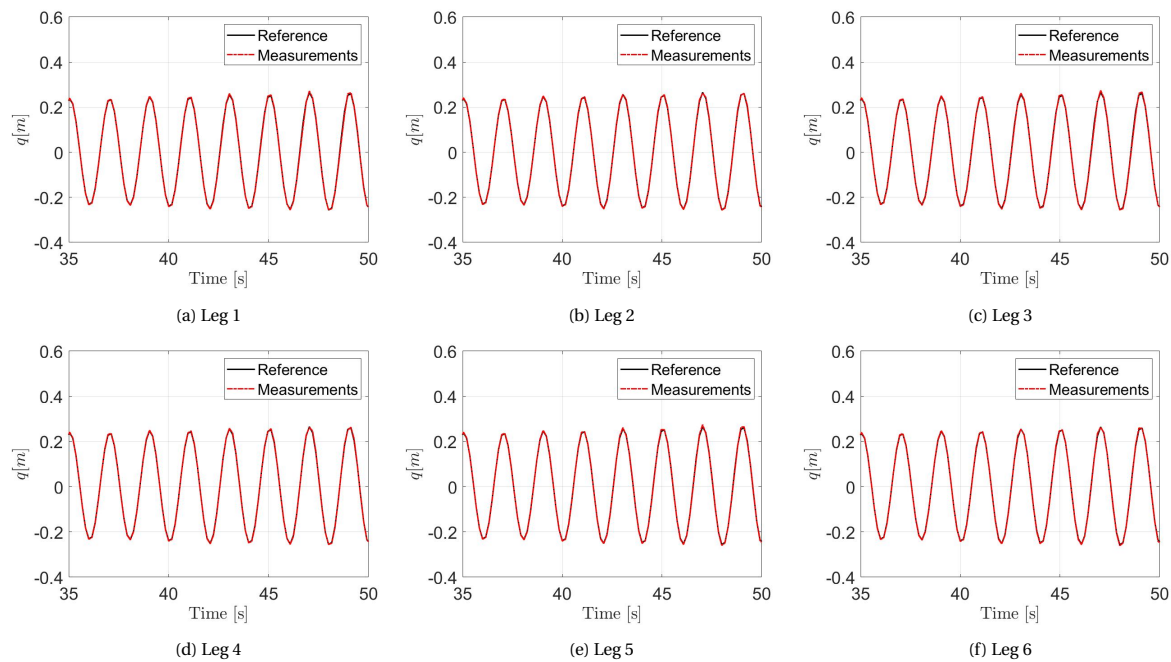 0.6
0.4
0.2
0
-0.2
-0.4
q[m]
Reference
Measurements
35 40 45 50
Time [s]
(a) Leg 1
0.6
0.4
0.2
0
-0.2
-0.4
q[m]
Reference
Measurements
35 40 45 50
Time [s]
(b) Leg 2
0.6
0.4
0.2
0
-0.2
-0.4
q[m]
Reference
Measurements
35 40 45 50
Time [s]
(c) Leg 3
0.6
0.4
0.2
0
-0.2
-0.4
q[m]
Reference
Measurements
35 40 45 50
Time [s]
(d) Leg 4
0.6
0.4
0.2
0
-0.2
-0.4
q[m]
Reference
Measurements
35 40 45 50
Time [s]
(e) Leg 5
0.6
0.4
0.2
0
-0.2
-0.4
q[m]
Reference
Measurements
35 40 45 50
Time [s]
(f) Leg 6